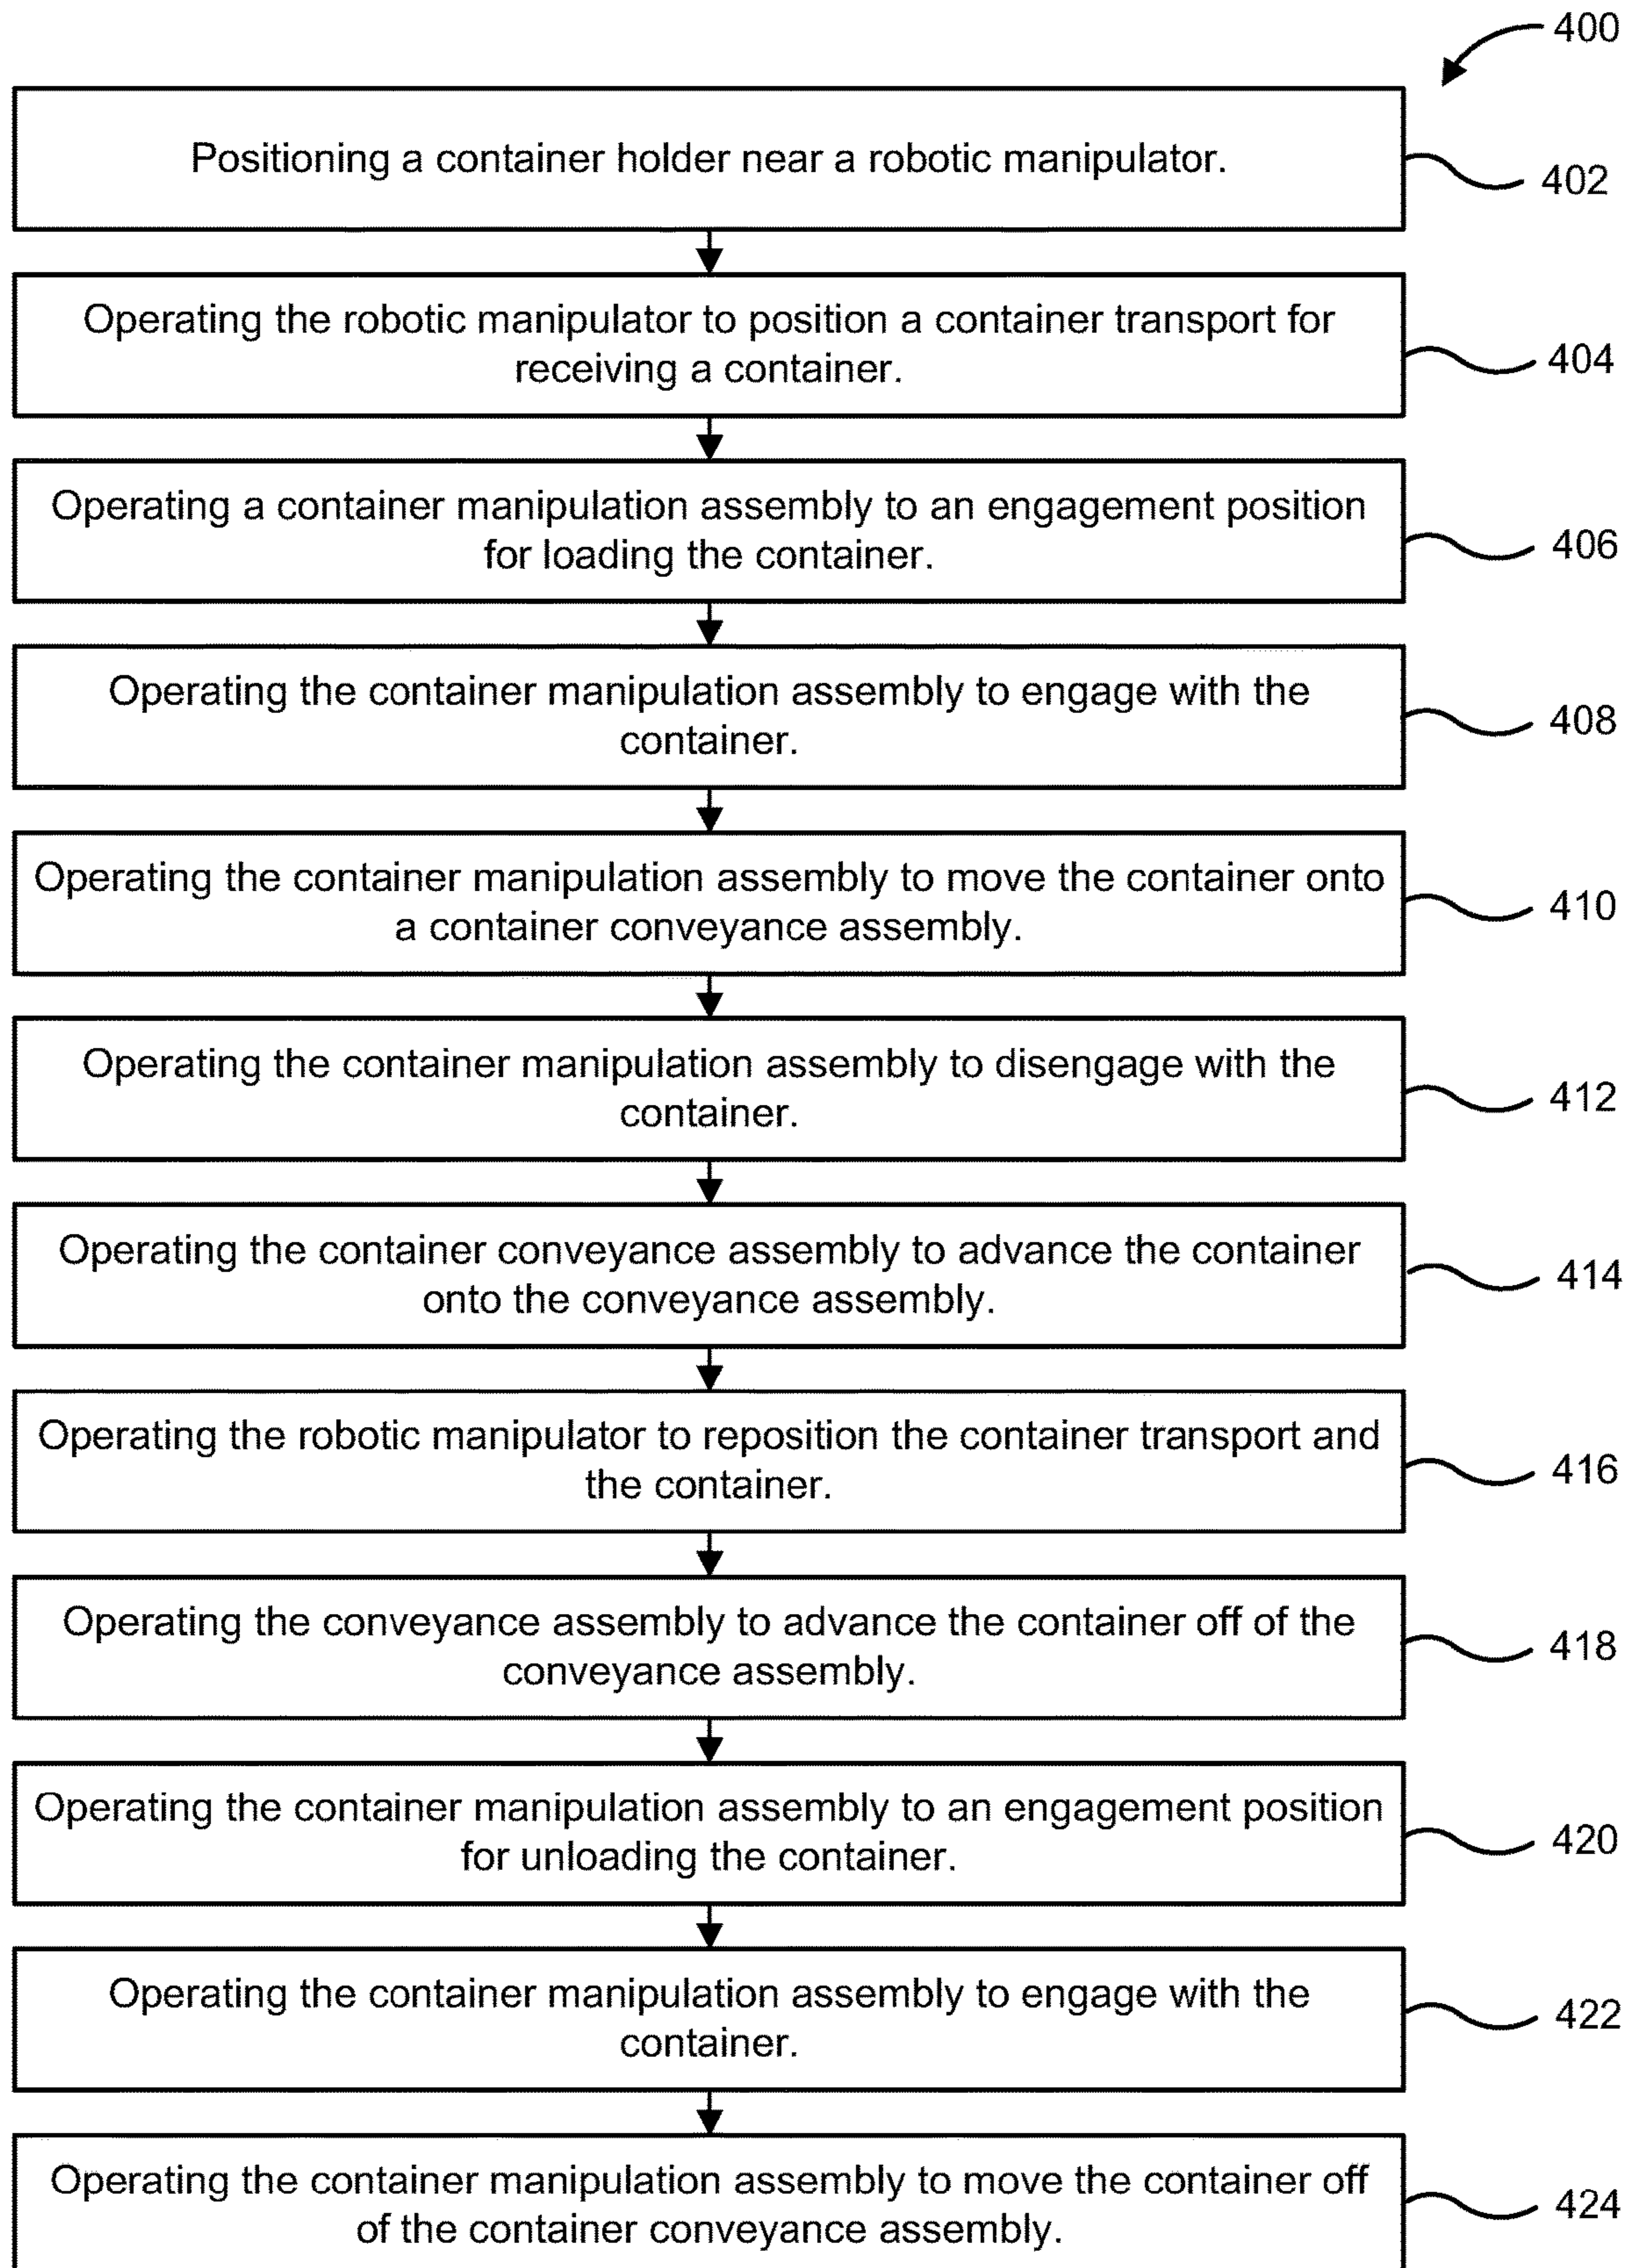 400
Positioning a container holder near a robotic manipulator.
402
Operating the robotic manipulator to position a container transport for
receiving a container.
404
Operating a container manipulation assembly to an engagement position
for loading the container.
406
Operating the container manipulation assembly to engage with the
container.
408
Operating the container manipulation assembly to move the container onto
a container conveyance assembly.
410
Operating the container manipulation assembly to disengage with the
container.
412
Operating the container conveyance assembly to advance the container
onto the conveyance assembly.
414
Operating the robotic manipulator to reposition the container transport and
the container.
416
Operating the conveyance assembly to advance the container off of the
conveyance assembly.
418
Operating the container manipulation assembly to an engagement position
for unloading the container.
420
Operating the container manipulation assembly to engage with the
container.
422
Operating the container manipulation assembly to move the container off
of the container conveyance assembly.
424